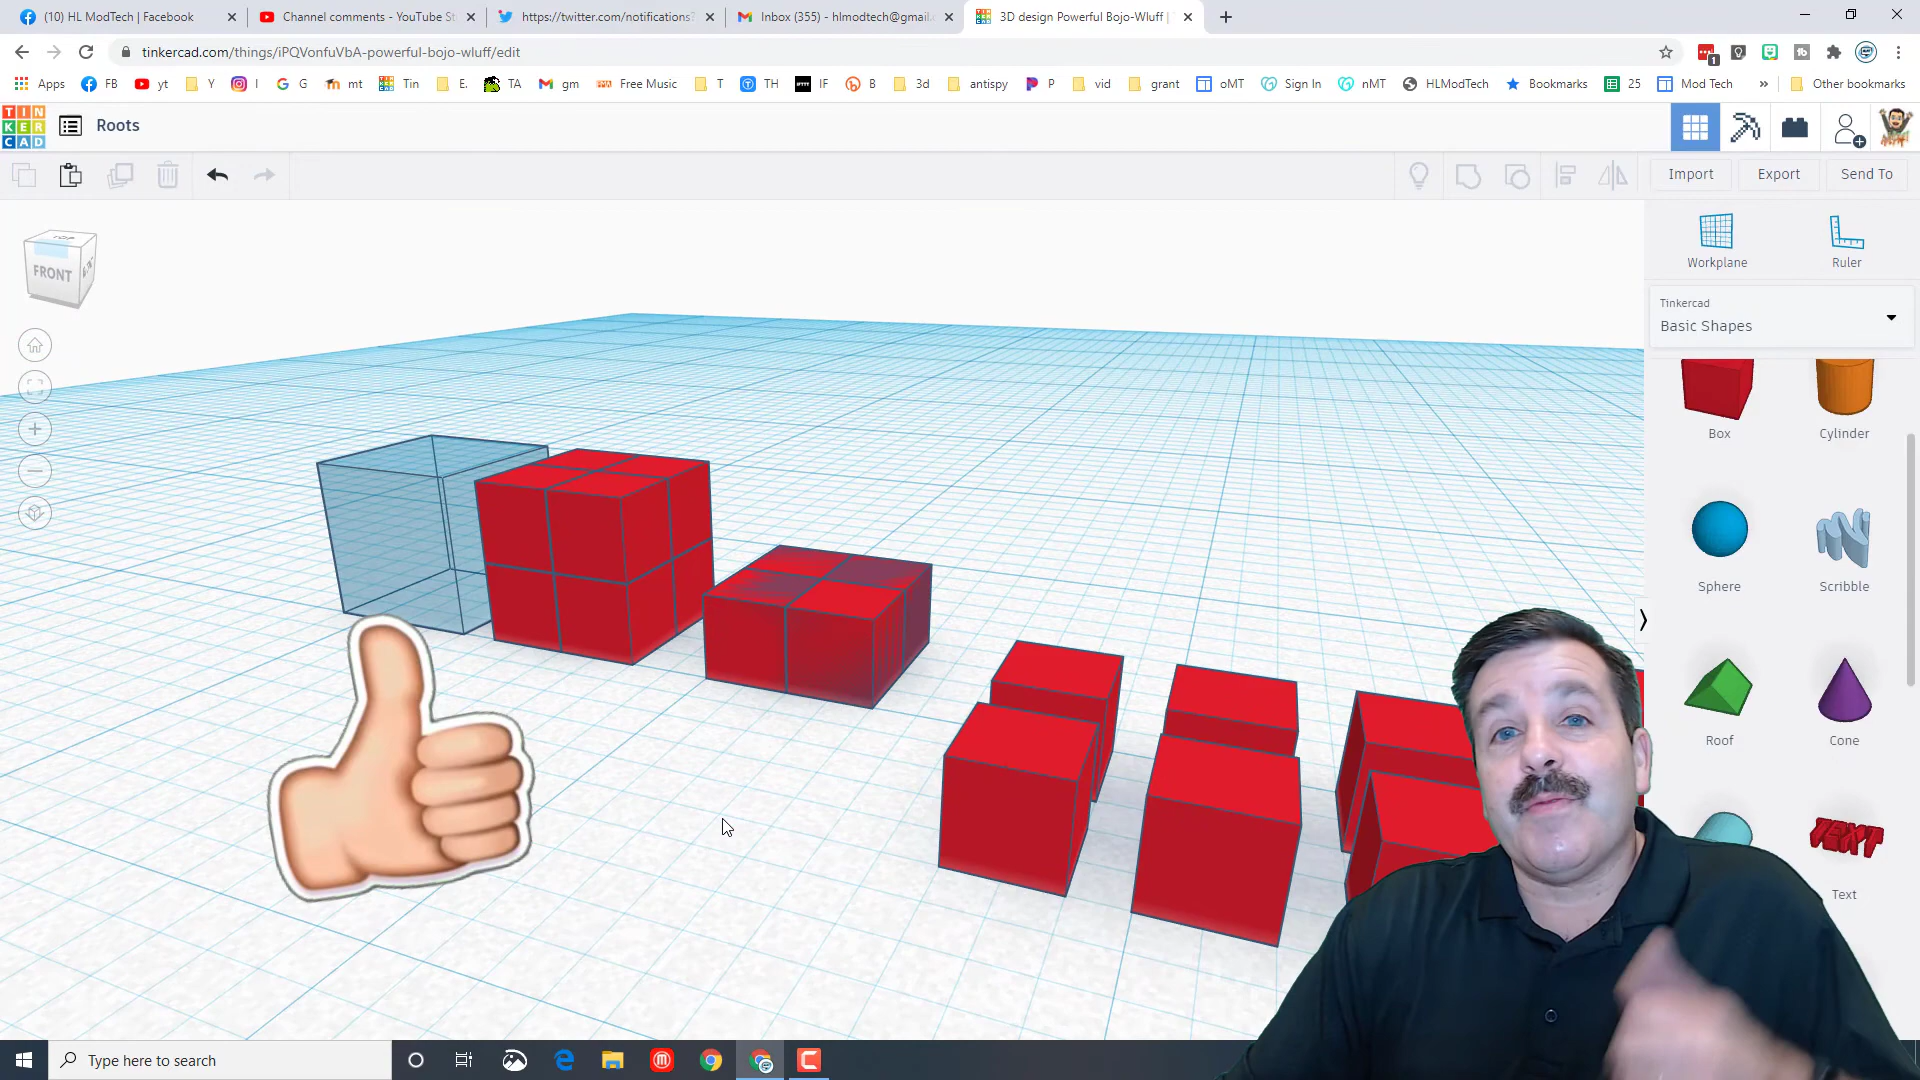 (10) HL ModTech | Facebook
Channel comments - YouTube St
https://twitter.com/notifications?
Inbox (355) - hlmodtech@gmail.c
3D design Powerful Bojo-Wluff |
tinkercad.com/things/iPQVonfuVbA-powerful-bojo-wluff/edit
1
Apps FB yt Y I G mt Tin E. TA gm Free Music T TH IF B 3d antispy P vid grant oMT Sign In nMT HLModTech Bookmarks 25 Mod Tech » Other bookmarks
TIN
KER
CAD
Roots
Import Export Send To
TOP
FRONT
Workplane Ruler
Tinkercad
Basic Shapes
Box Cylinder
Sphere Scribble
Roof Cone
TEXT
Text
Type here to search